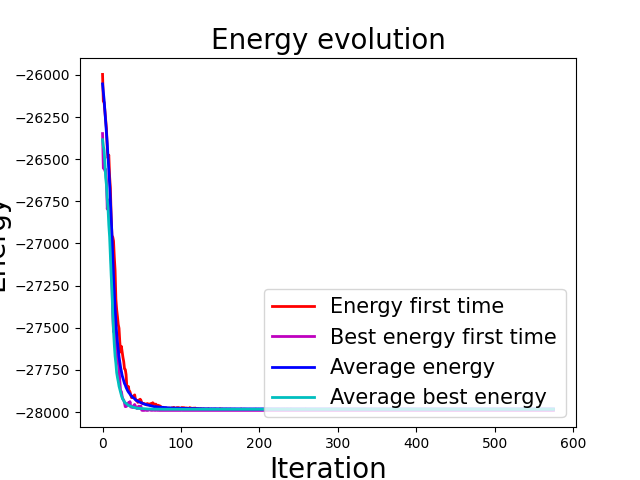 Energy evolution
Energy
−26000
−26250
−26500
−26750
−27000
−27250
−27500
−27750
−28000
Energy first time
Best energy first time
Average energy
Average best energy
0 100 200 300 400 500 600
Iteration